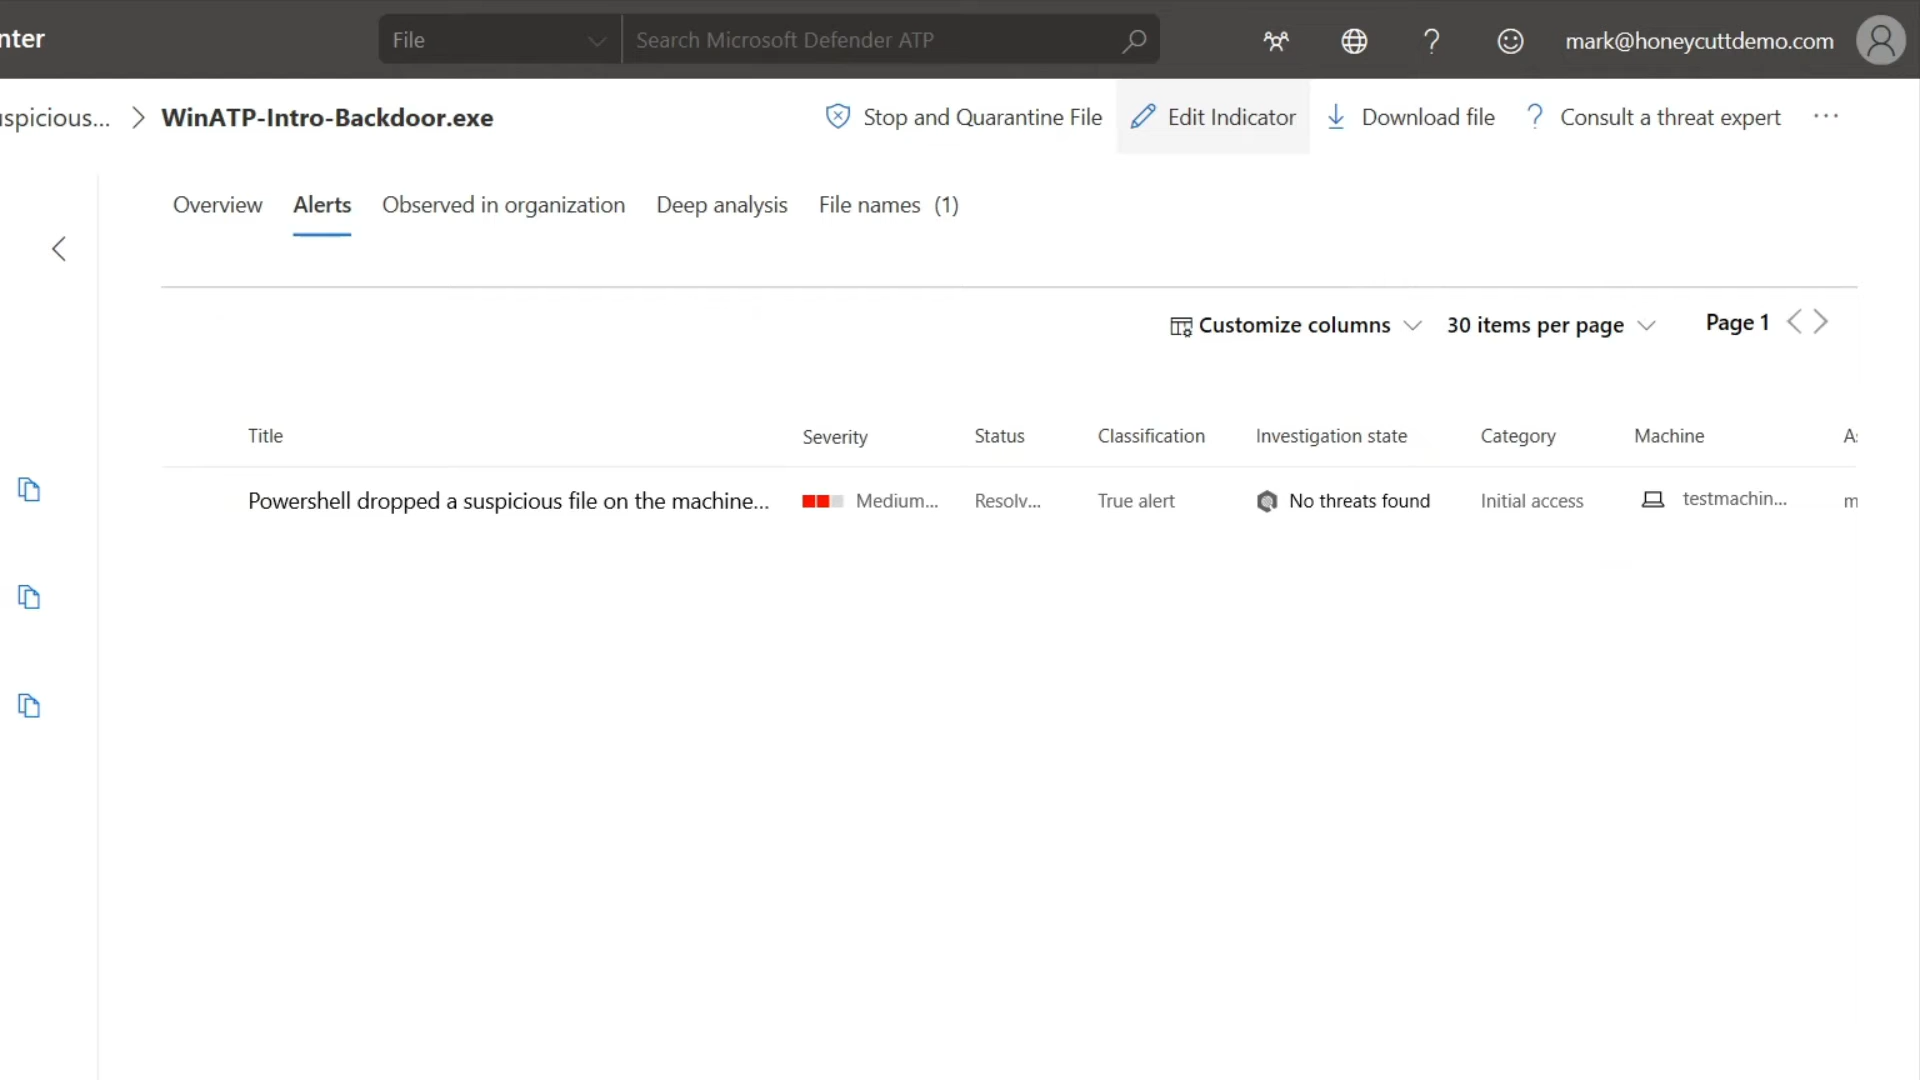 nter File Search Microsoft Defender ATP mark@honeycuttdemo.com
uspicious... WinATP-Intro-Backdoor.exe Stop and Quarantine File Edit Indicator Download file Consult a threat expert ...
Overview Alerts Observed in organization Deep analysis File names (1)
Customize columns 30 items per page Page 1
Title Severity Status Classification Investigation state Category Machine As
Powershell dropped a suspicious file on the machine... Medium... Resolv... True alert No threats found Initial access testmachin... m